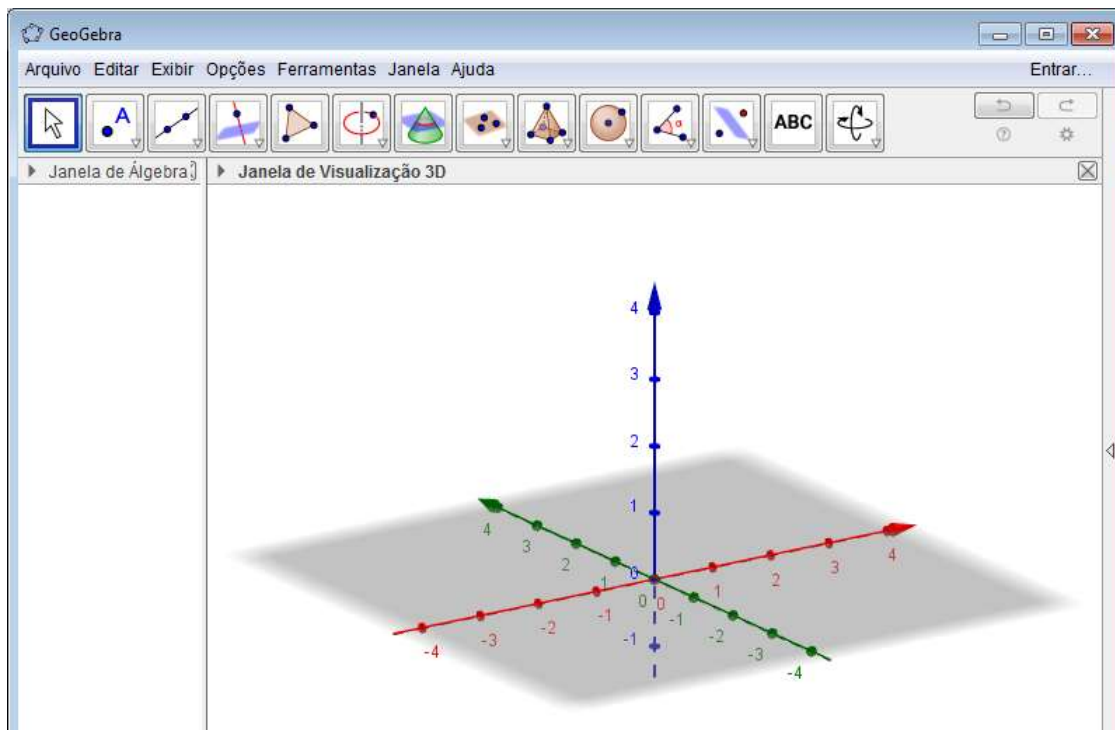 GeoGebra
Arquivo Editar Exibir Opções Ferramentas Janela Ajuda Entrar...
A α ABC
Janela de Álgebra Janela de Visualização 3D
4
3
2
1
0
-1
4 3 2 1 0 -1 -2 -3 -4
-4 -3 -2 -1 0 1 2 3 4